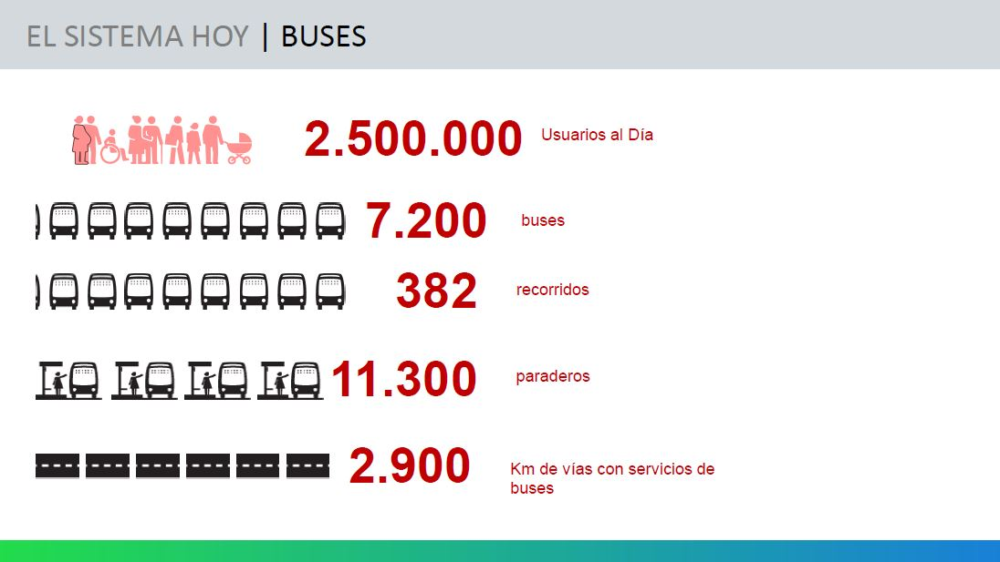 EL SISTEMA HOY | BUSES
2.500.000 Usuarios al Día
7.200 buses
382 recorridos
11.300 paraderos
2.900 Km de vías con servicios de
buses